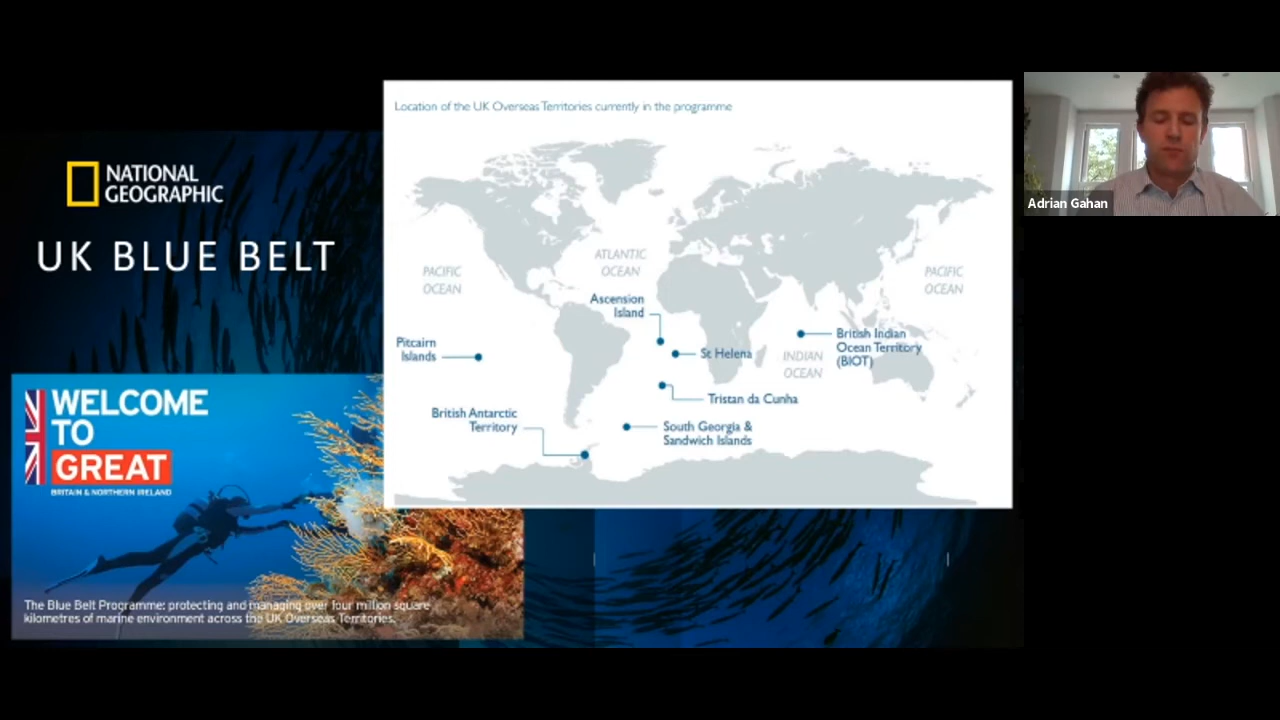 NATIONAL
GEOGRAPHIC
UK BLUE BELT
WELCOME
TO
GREAT
BRITAIN & NORTHERN IRELAND
The Blue Belt Programme: protecting and managing over four million square
kilometres of marine environment across the UK Overseas Territories.
Location of the UK Overseas Territories currently in the programme
ATLANTIC
OCEAN
PACIFIC
OCEAN
PACIFIC
OCEAN
Ascension
Island
British Indian
Ocean Territory
(BIOT)
Pitcairn
Islands
St Helena
INDIAN
OCEAN
Tristan da Cunha
British Antarctic
Territory
South Georgia &
Sandwich Islands
Adrian Gahan